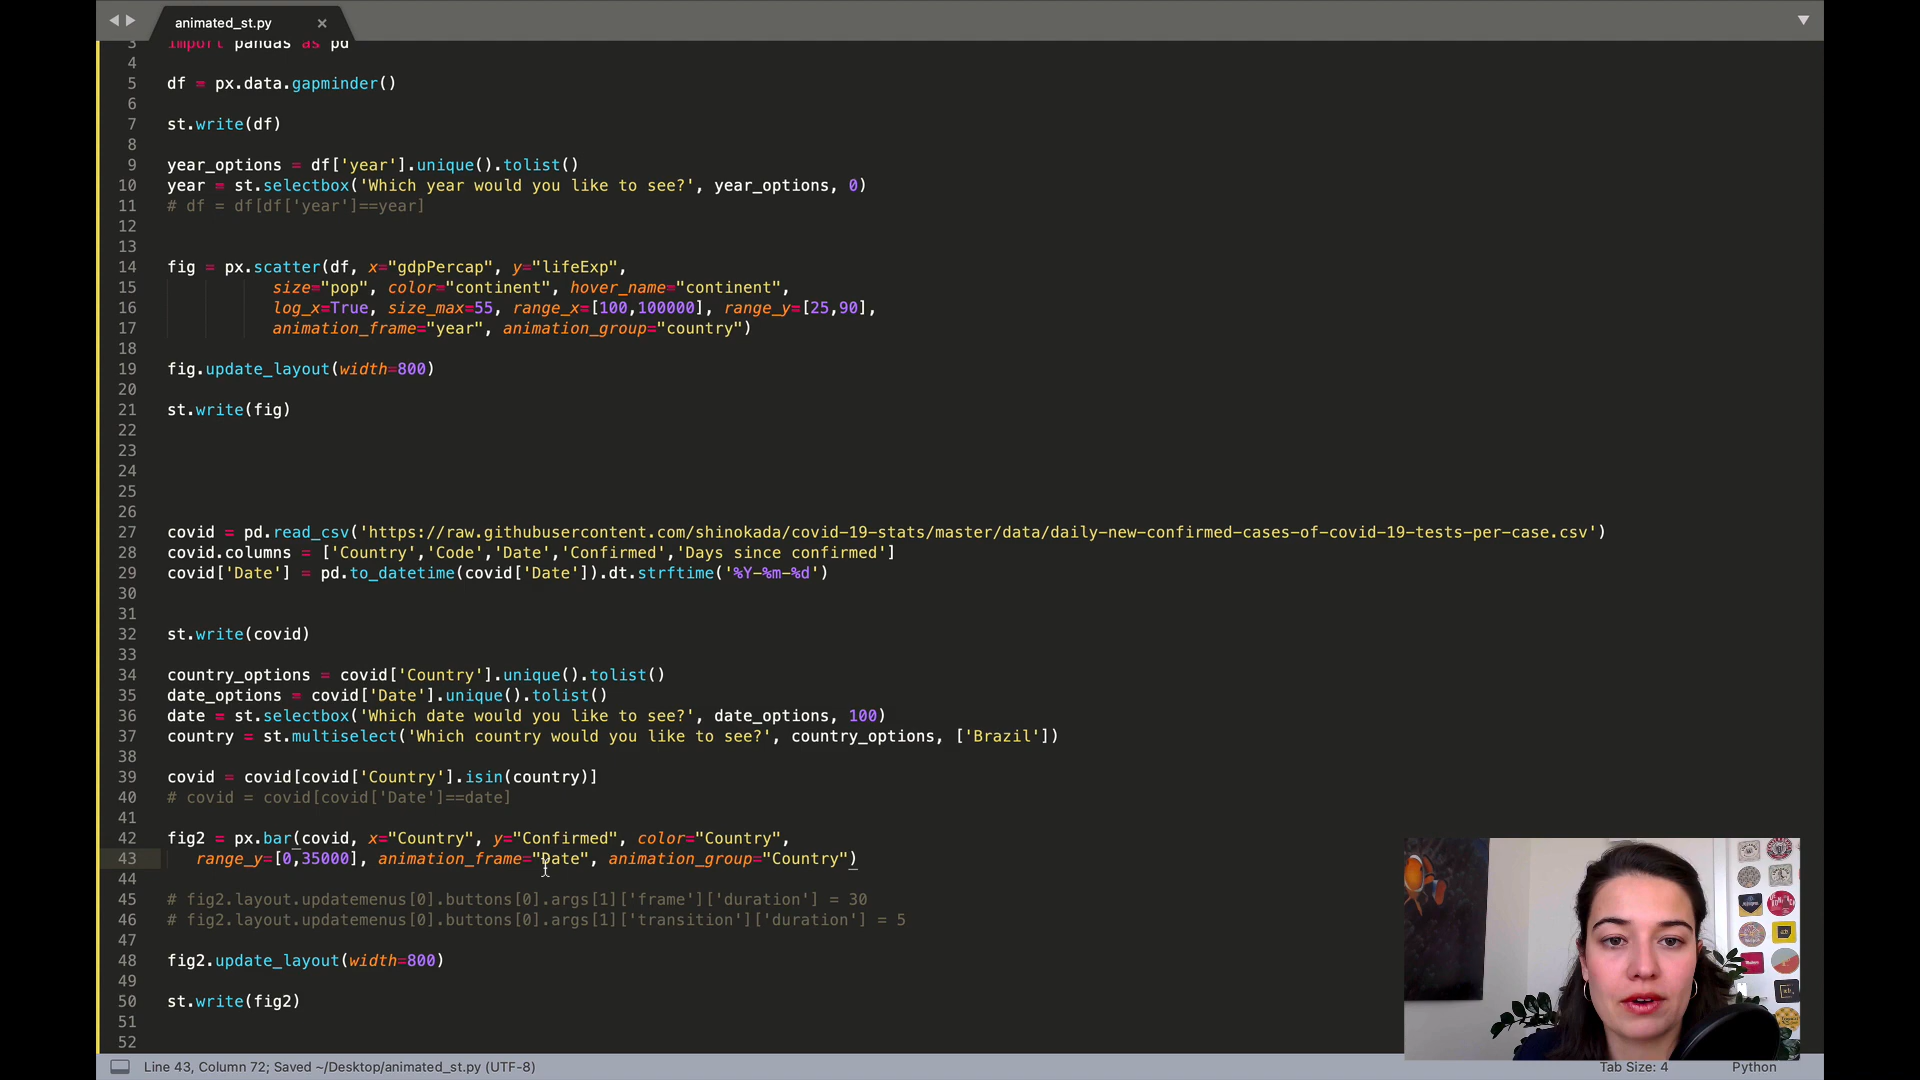 animated_st.py ×
3 import pandas as pd
4
5 df = px.data.gapminder()
6
7 st.write(df)
8
9 year_options = df['year'].unique().tolist()
10 year = st.selectbox('Which year would you like to see?', year_options, 0)
11 # df = df[df['year']==year]
12
13
14 fig = px.scatter(df, x="gdpPercap", y="lifeExp",
15 size="pop", color="continent", hover_name="continent",
16 log_x=True, size_max=55, range_x=[100,100000], range_y=[25,90],
17 animation_frame="year", animation_group="country")
18
19 fig.update_layout(width=800)
20
21 st.write(fig)
22
23
24
25
26
27 covid = pd.read_csv('https://raw.githubusercontent.com/shinokada/covid-19-stats/master/data/daily-new-confirmed-cases-of-covid-19-tests-per-case.csv')
28 covid.columns = ['Country','Code','Date','Confirmed','Days since confirmed']
29 covid['Date'] = pd.to_datetime(covid['Date']).dt.strftime('%Y-%m-%d')
30
31
32 st.write(covid)
33
34 country_options = covid['Country'].unique().tolist()
35 date_options = covid['Date'].unique().tolist()
36 date = st.selectbox('Which date would you like to see?', date_options, 100)
37 country = st.multiselect('Which country would you like to see?', country_options, ['Brazil'])
38
39 covid = covid[covid['Country'].isin(country)]
40 # covid = covid[covid['Date']==date]
41
42 fig2 = px.bar(covid, x="Country", y="Confirmed", color="Country",
43 range_y=[0,35000], animation_frame="Date", animation_group="Country")
44
45 # fig2.layout.updatemenus[0].buttons[0].args[1]['frame']['duration'] = 30
46 # fig2.layout.updatemenus[0].buttons[0].args[1]['transition']['duration'] = 5
47
48 fig2.update_layout(width=800)
49
50 st.write(fig2)
51
52
Line 43, Column 72; Saved ~/Desktop/animated_st.py (UTF-8) Tab Size: 4 Python